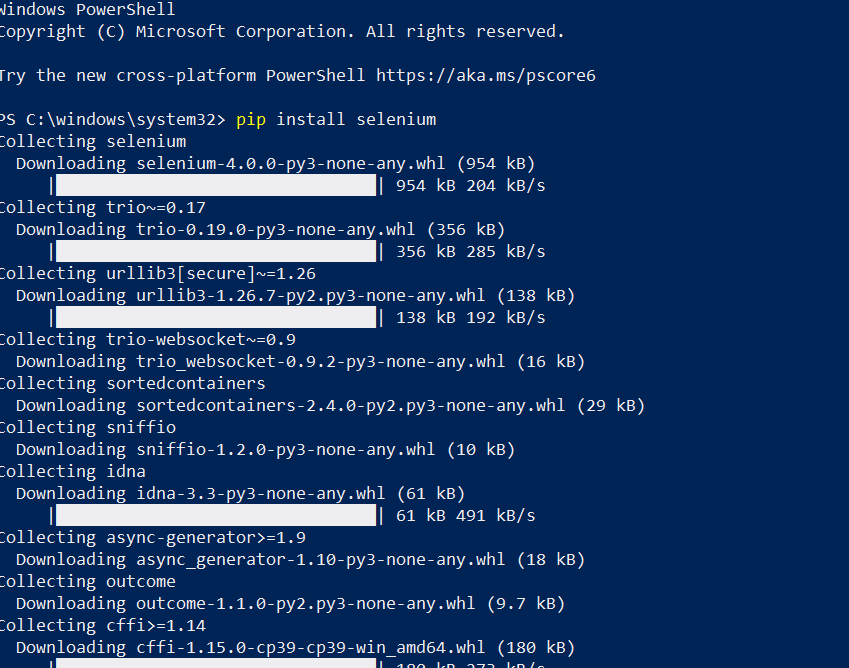 Windows PowerShell
Copyright (C) Microsoft Corporation. All rights reserved.
Try the new cross-platform PowerShell https://aka.ms/pscore6
PS C:\windows\system32> pip install selenium
Collecting selenium
Downloading selenium-4.0.0-py3-none-any.whl (954 kB)
|| 954 kB 204 kB/s
Collecting trio~=0.17
Downloading trio-0.19.0-py3-none-any.whl (356 kB)
|| 356 kB 285 kB/s
Collecting urllib3[secure]~=1.26
Downloading urllib3-1.26.7-py2.py3-none-any.whl (138 kB)
|| 138 kB 192 kB/s
Collecting trio-websocket~=0.9
Downloading trio_websocket-0.9.2-py3-none-any.whl (16 kB)
Collecting sortedcontainers
Downloading sortedcontainers-2.4.0-py2.py3-none-any.whl (29 kB)
Collecting sniffio
Downloading sniffio-1.2.0-py3-none-any.whl (10 kB)
Collecting idna
Downloading idna-3.3-py3-none-any.whl (61 kB)
|| 61 kB 491 kB/s
Collecting async-generator>=1.9
Downloading async_generator-1.10-py3-none-any.whl (18 kB)
Collecting outcome
Downloading outcome-1.1.0-py2.py3-none-any.whl (9.7 kB)
Collecting cffi>=1.14
Downloading cffi-1.15.0-cp39-cp39-win_amd64.whl (180 kB)
|| 180 kB 273 kB/s